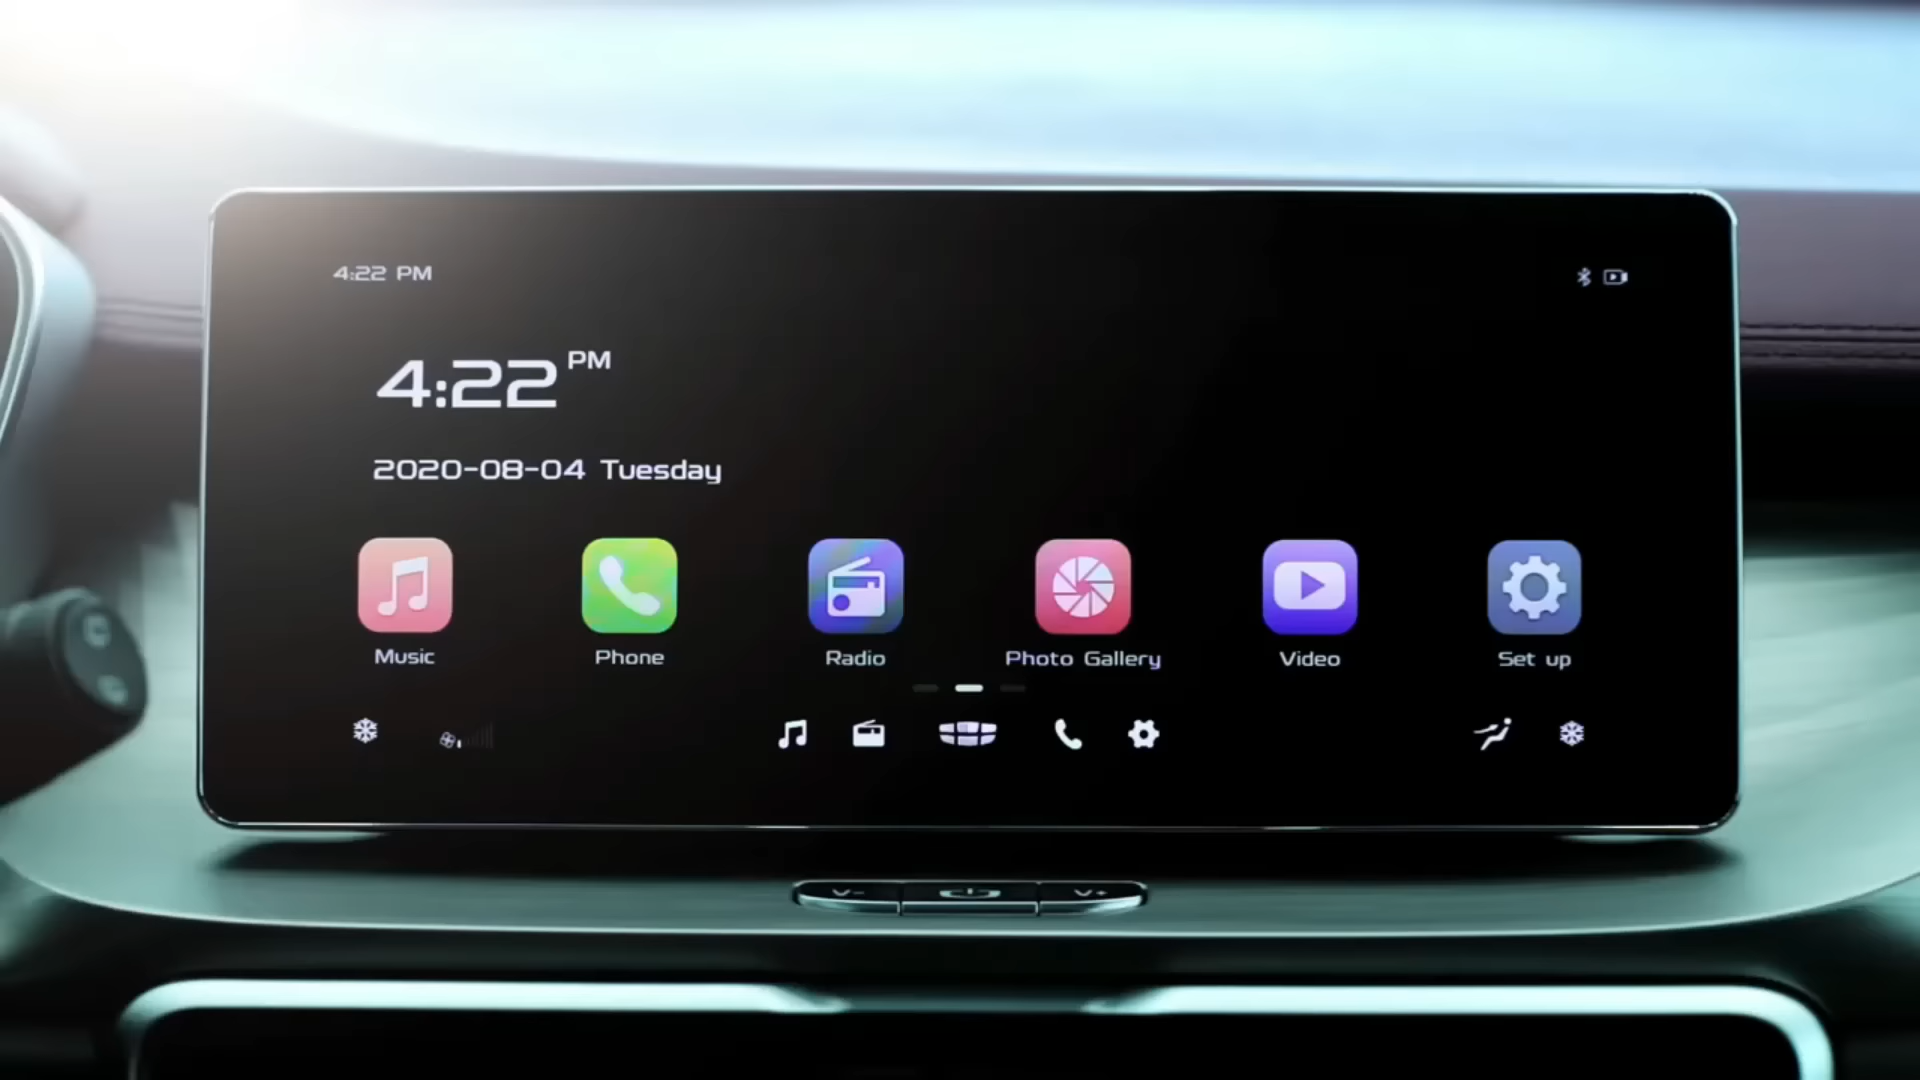 4:22 PM
4:22 PM
2020-08-04 Tuesday
Music
Phone
Radio
Photo Gallery
Video
Set up
V-
V+